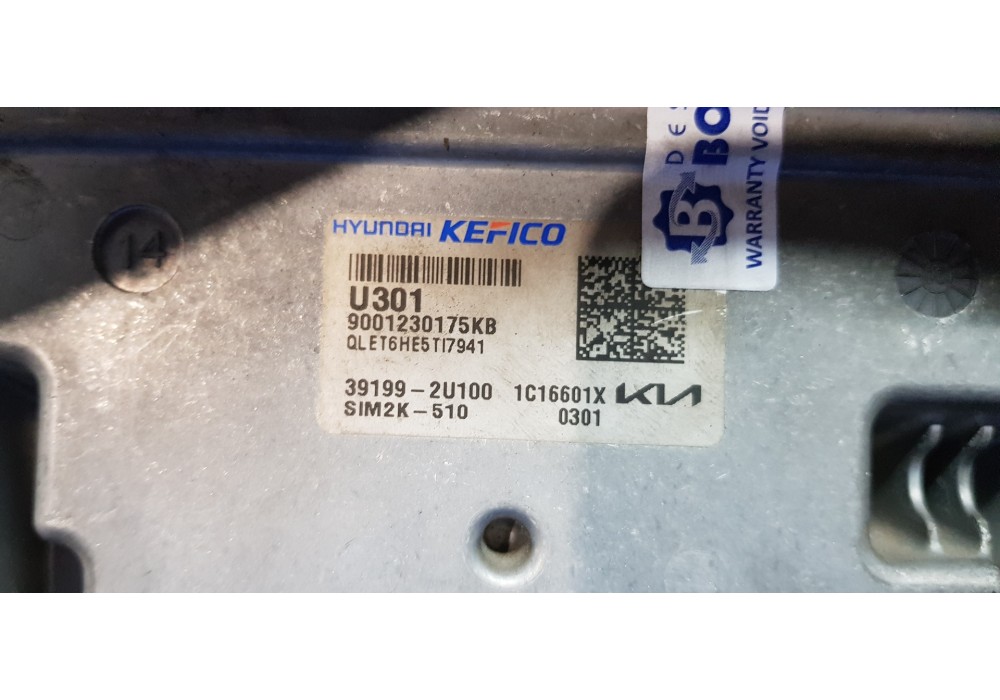 14
HYUNDAI KEFICO
U301
9001230175KB
QLET6HE5TI7941
39199-2U100 1C16601X KIA
SIM2K-510 0301
B
WARRANTY VOID